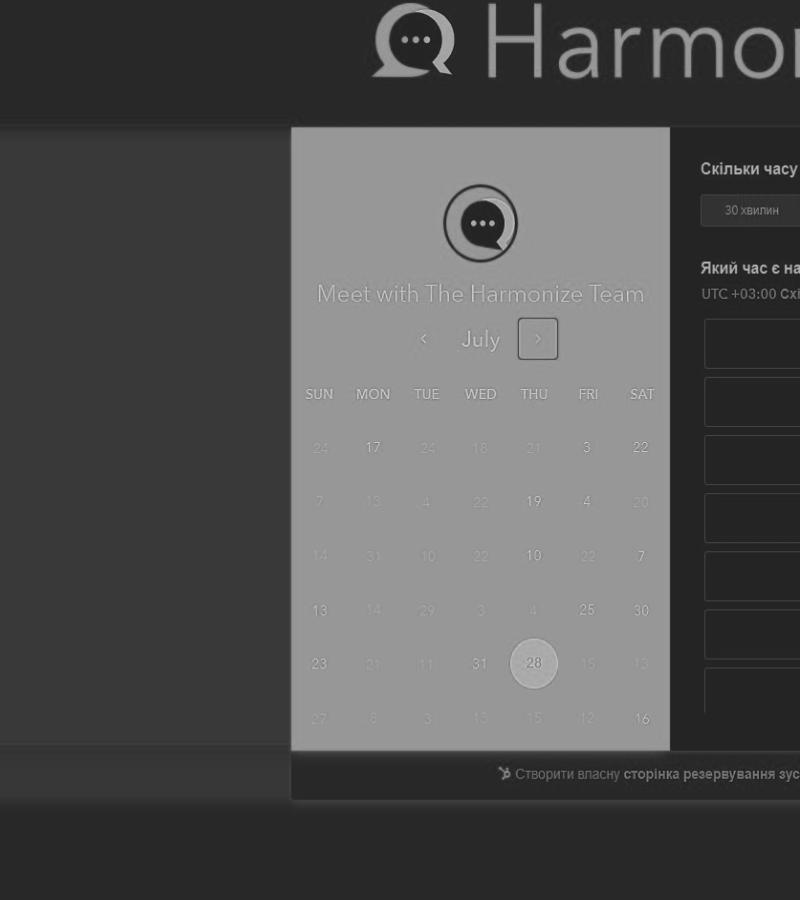 Harmon
Meet with The Harmonize Team
July
SUN MON TUE WED THU FRI SAT
24 17 24 18 21 3 22
7 13 4 22 19 4 20
14 31 10 22 10 22 7
13 14 29 3 4 25 30
23 21 11 31 28 15 13
27 6 3 13 15 12 16
Скільки часу
30 хвилин
Який час є на
UTC +03:00 Схі
Створити власну сторінка резервування зус